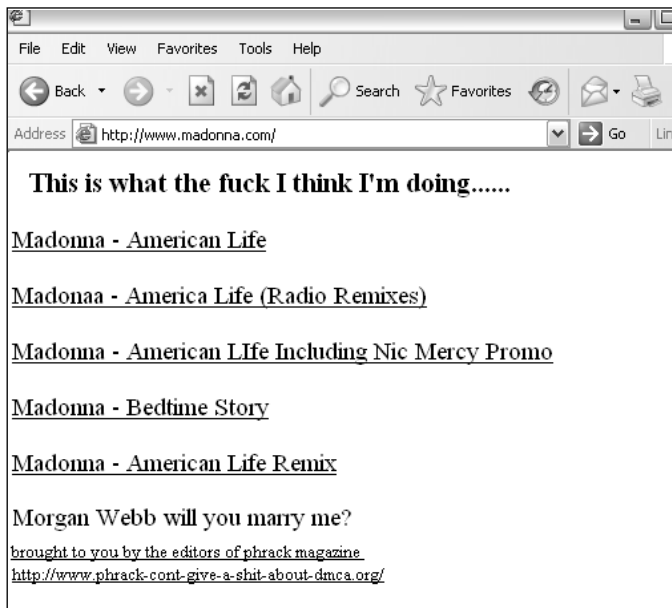 File Edit View Favorites Tools Help
Back Search Favorites
Address http://www.madonna.com/ Go Lin
This is what the fuck I think I'm doing......
Madonna - American Life
Madonaa - America Life (Radio Remixes)
Madonna - American LIfe Including Nic Mercy Promo
Madonna - Bedtime Story
Madonna - American Life Remix
Morgan Webb will you marry me?
brought to you by the editors of phrack magazine
http://www.phrack-cont-give-a-shit-about-dmca.org/